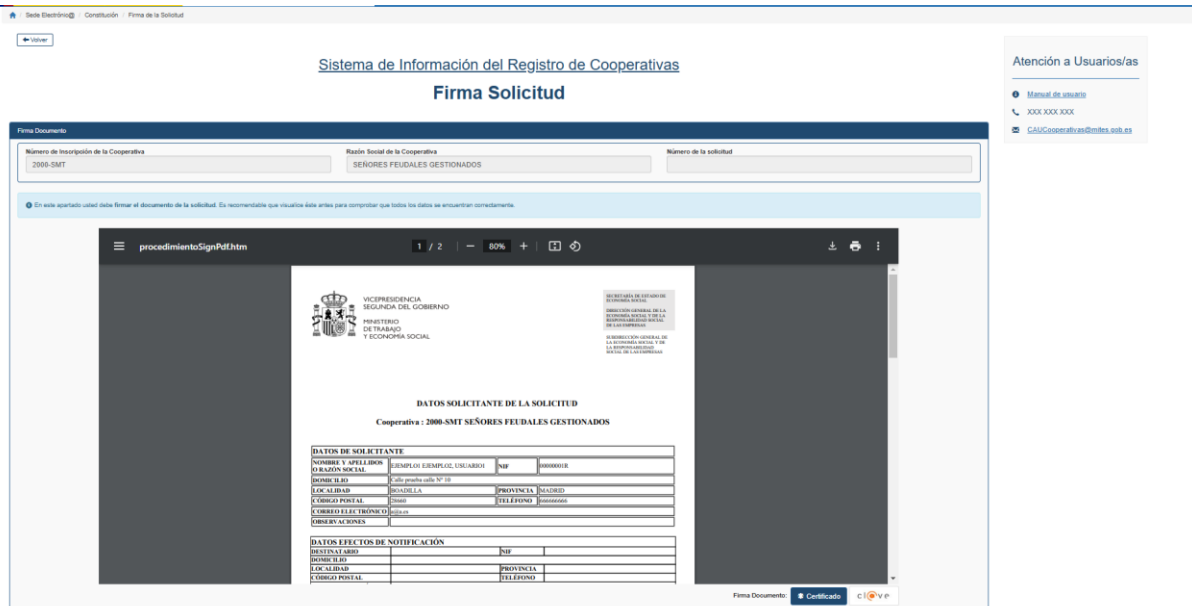 Sede Electrónic@ / Constitución / Firma de la Solicitud
Volver
Sistema de Información del Registro de Cooperativas
Firma Solicitud
Atención a Usuarios/as
Manual de usuario
XXX XXX XXX
CAUCooperativas@mites.gob.es
Firma Documento
Número de Inscripción de la Cooperativa Razón Social de la Cooperativa Número de la solicitud
2000-SMT SEÑORES FEUDALES GESTIONADOS
En este apartado usted debe firmar el documento de la solicitud. Es recomendable que visualice éste antes para comprobar que todos los datos se encuentran correctamente.
procedimientoSignPdf.htm 1 / 2 80%
VICEPRESIDENCIA
SEGUNDA DEL GOBIERNO
MINISTERIO
DE TRABAJO
Y ECONOMÍA SOCIAL
SECRETARÍA DE ESTADO DE
ECONOMÍA SOCIAL
DIRECCIÓN GENERAL DE LA
ECONOMÍA SOCIAL Y DE LA
RESPONSABILIDAD SOCIAL
DE LAS EMPRESAS
SUBDIRECCIÓN GENERAL DE
LA ECONOMÍA SOCIAL Y DE
LA RESPONSABILIDAD
SOCIAL DE LAS EMPRESAS
DATOS SOLICITANTE DE LA SOLICITUD
Cooperativa : 2000-SMT SEÑORES FEUDALES GESTIONADOS
DATOS DE SOLICITANTE
NOMBRE Y APELLIDOS
O RAZÓN SOCIAL EJEMPLO1 EJEMPLO2, USUARIO1 NIF 00000001R
DOMICILIO Calle prueba calle Nº 10
LOCALIDAD BOADILLA PROVINCIA MADRID
CÓDIGO POSTAL 28660 TELÉFONO 666666666
CORREO ELECTRÓNICO a@a.es
OBSERVACIONES
DATOS EFECTOS DE NOTIFICACIÓN
DESTINATARIO NIF
DOMICILIO
LOCALIDAD PROVINCIA
CÓDIGO POSTAL TELÉFONO
Firma Documento: Certificado cl@ve